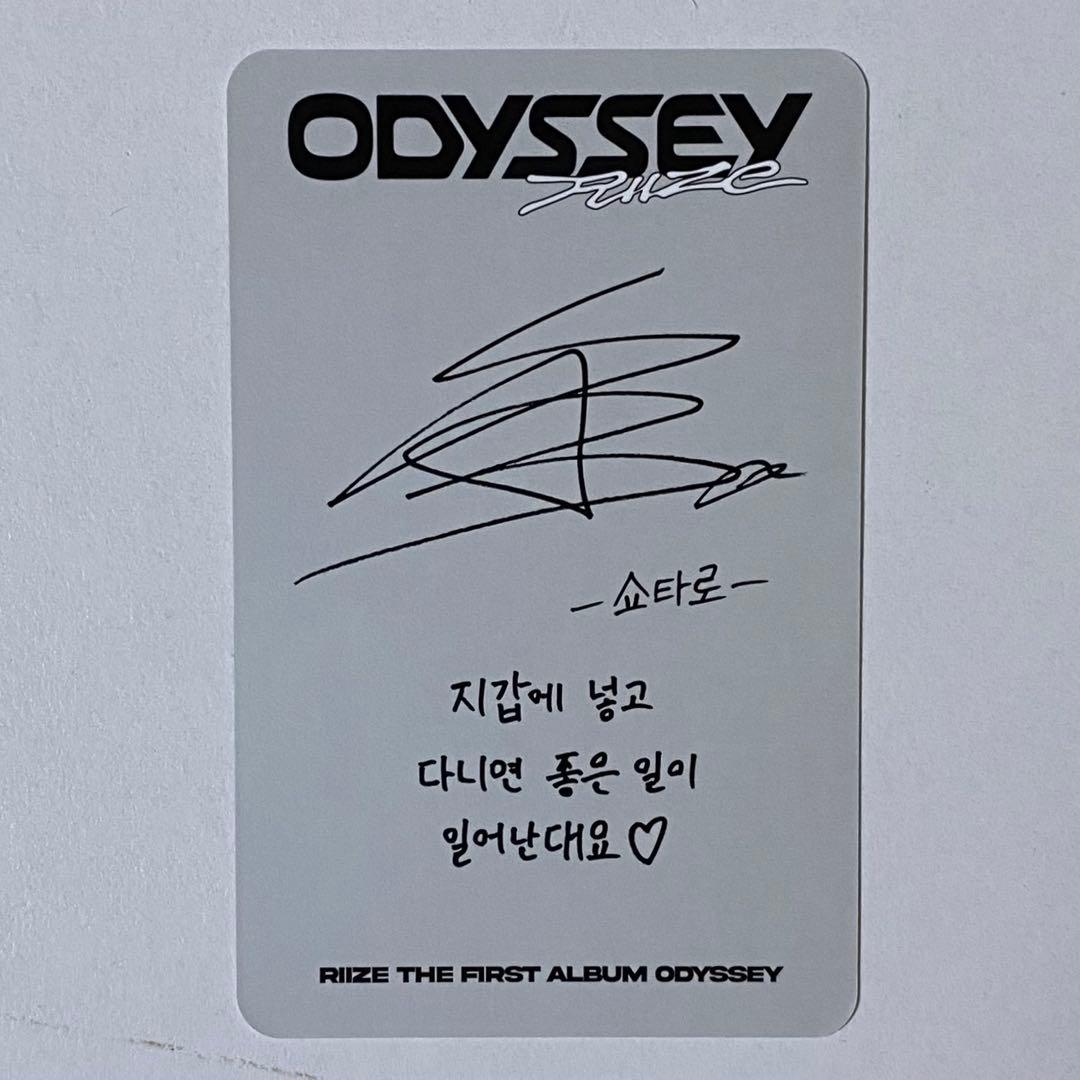 ODYSSEY
RIIZE
－쇼타로－
지갑에 넣고
다니면 좋은 일이
일어난대요♡
RIIZE THE FIRST ALBUM ODYSSEY